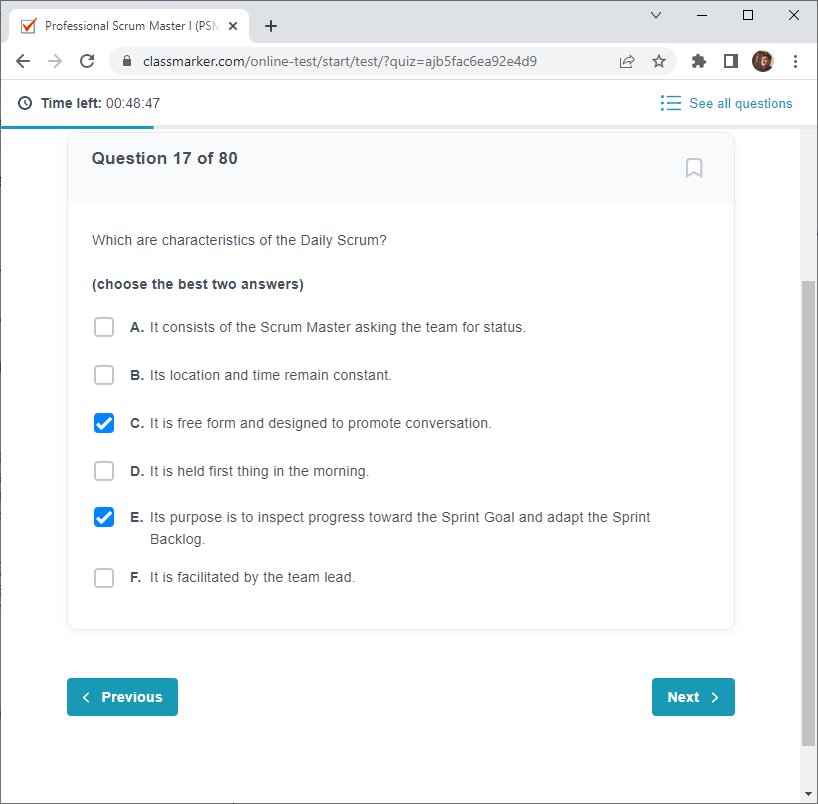 Professional Scrum Master I (PSM
classmarker.com/online-test/start/test/?quiz=ajb5fac6ea92e4d9
Time left: 00:48:47
See all questions
Question 17 of 80
Which are characteristics of the Daily Scrum?
(choose the best two answers)
A. It consists of the Scrum Master asking the team for status.
B. Its location and time remain constant.
C. It is free form and designed to promote conversation.
D. It is held first thing in the morning.
E. Its purpose is to inspect progress toward the Sprint Goal and adapt the Sprint
Backlog.
F. It is facilitated by the team lead.
Previous
Next